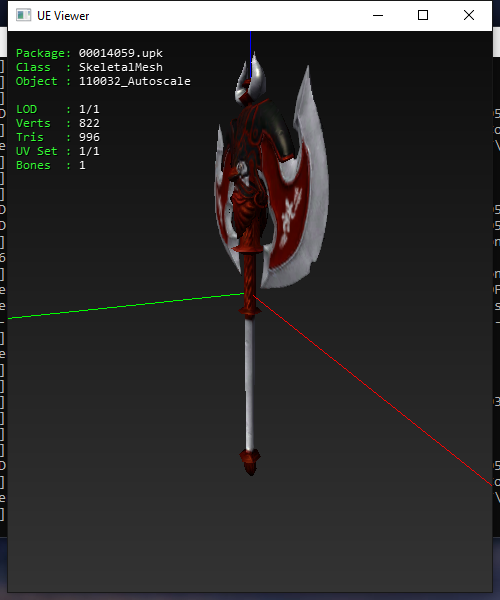 UE Viewer
Package: 00014059.upk
Class : SkeletalMesh
Object : 110032_Autoscale
LOD : 1/1
Verts : 822
Tris : 996
UV Set : 1/1
Bones : 1